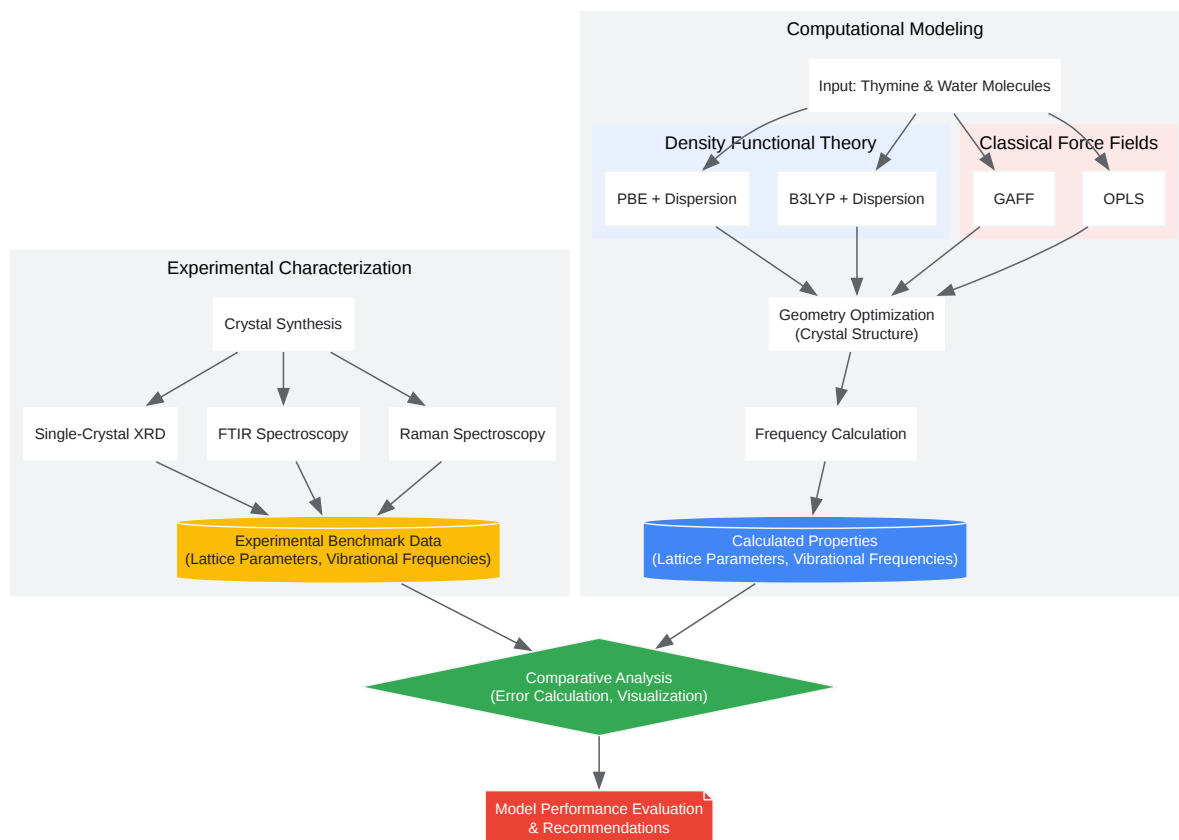 Computational Modeling
Input: Thymine & Water Molecules
Density Functional Theory
Classical Force Fields
PBE + Dispersion
B3LYP + Dispersion
GAFF
OPLS
Experimental Characterization
Crystal Synthesis
Geometry Optimization
(Crystal Structure)
Single-Crystal XRD
FTIR Spectroscopy
Raman Spectroscopy
Frequency Calculation
Experimental Benchmark Data
(Lattice Parameters, Vibrational Frequencies)
Calculated Properties
(Lattice Parameters, Vibrational Frequencies)
Comparative Analysis
(Error Calculation, Visualization)
Model Performance Evaluation
& Recommendations